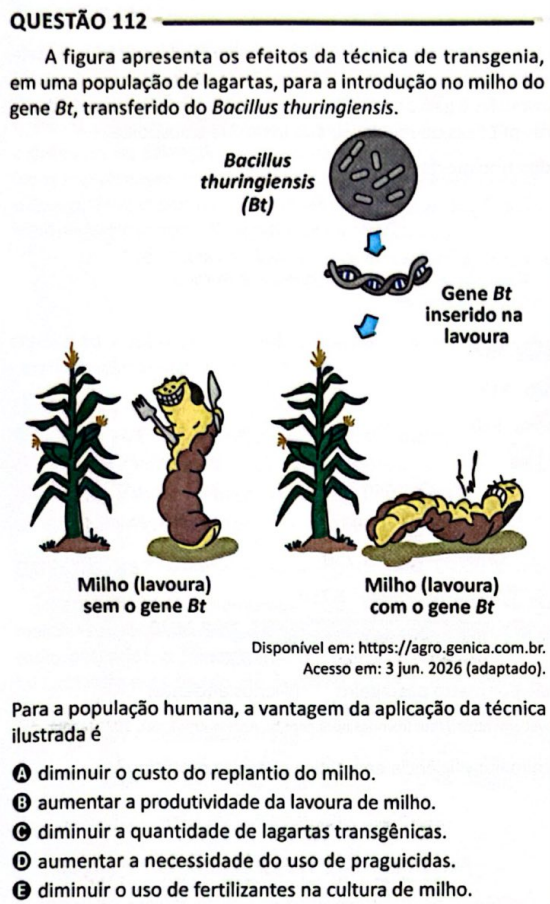 QUESTÃO 112
A figura apresenta os efeitos da técnica de transgenia,
em uma população de lagartas, para a introdução no milho do
gene Bt, transferido do Bacillus thuringiensis.
Bacillus
thuringiensis
(Bt)
Gene Bt
inserido na
lavoura
Milho (lavoura)
sem o gene Bt
Milho (lavoura)
com o gene Bt
Disponível em: https://agro.genica.com.br.
Acesso em: 3 jun. 2026 (adaptado).
Para a população humana, a vantagem da aplicação da técnica
ilustrada é
A diminuir o custo do replantio do milho.
B aumentar a produtividade da lavoura de milho.
C diminuir a quantidade de lagartas transgênicas.
D aumentar a necessidade do uso de praguicidas.
E diminuir o uso de fertilizantes na cultura de milho.